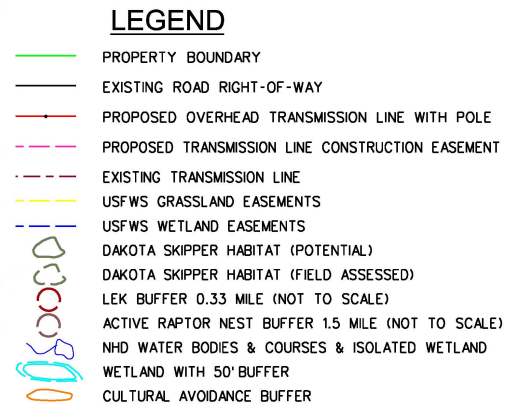 LEGEND
PROPERTY BOUNDARY
EXISTING ROAD RIGHT-OF-WAY
PROPOSED OVERHEAD TRANSMISSION LINE WITH POLE
PROPOSED TRANSMISSION LINE CONSTRUCTION EASEMENT
EXISTING TRANSMISSION LINE
USFWS GRASSLAND EASEMENTS
USFWS WETLAND EASEMENTS
DAKOTA SKIPPER HABITAT (POTENTIAL)
DAKOTA SKIPPER HABITAT (FIELD ASSESSED)
LEK BUFFER 0.33 MILE (NOT TO SCALE)
ACTIVE RAPTOR NEST BUFFER 1.5 MILE (NOT TO SCALE)
NHD WATER BODIES & COURSES & ISOLATED WETLAND
WETLAND WITH 50' BUFFER
CULTURAL AVOIDANCE BUFFER